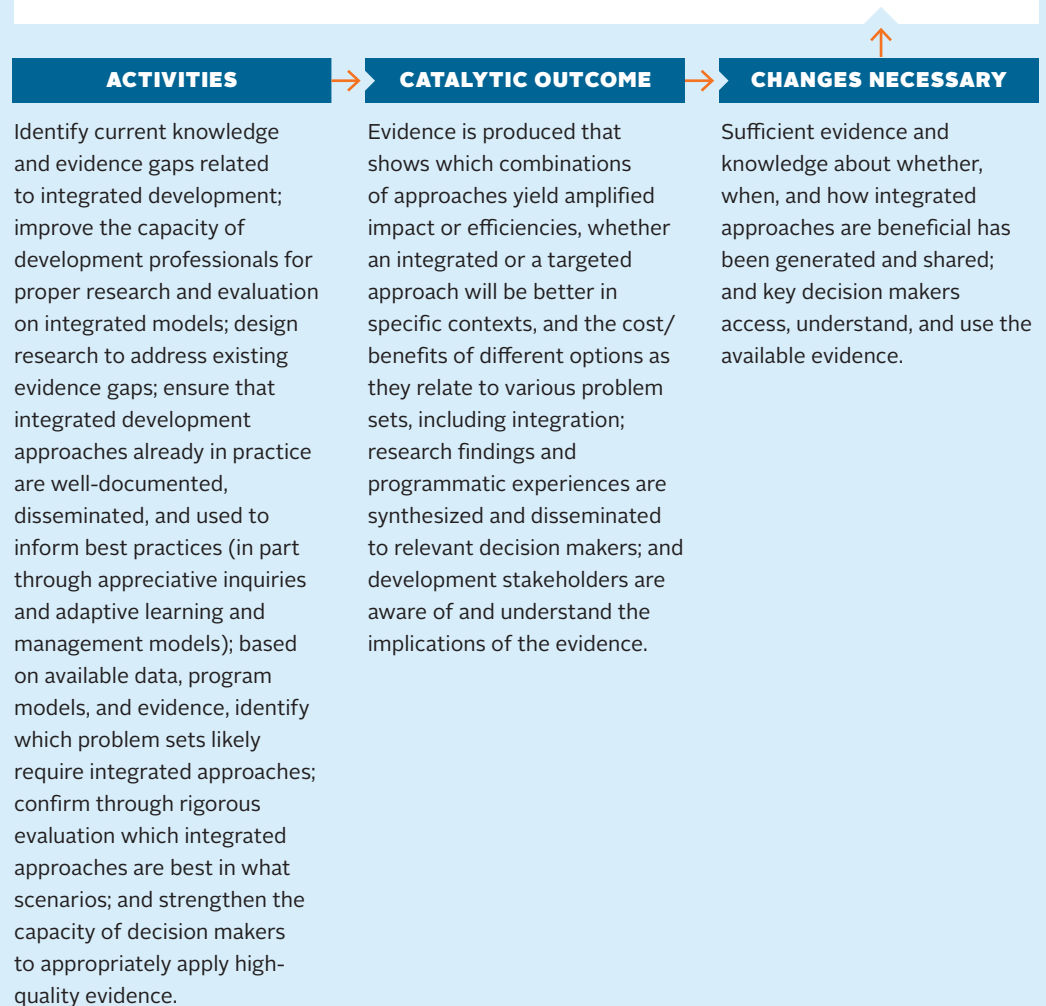 ACTIVITIES
Identify current knowledge
and evidence gaps related
to integrated development;
improve the capacity of
development professionals for
proper research and evaluation
on integrated models; design
research to address existing
evidence gaps; ensure that
integrated development
approaches already in practice
are well-documented,
disseminated, and used to
inform best practices (in part
through appreciative inquiries
and adaptive learning and
management models); based
on available data, program
models, and evidence, identify
which problem sets likely
require integrated approaches;
confirm through rigorous
evaluation which integrated
approaches are best in what
scenarios; and strengthen the
capacity of decision makers
to appropriately apply high-
quality evidence.
CATALYTIC OUTCOME
Evidence is produced that
shows which combinations
of approaches yield amplified
impact or efficiencies, whether
an integrated or a targeted
approach will be better in
specific contexts, and the cost/
benefits of different options as
they relate to various problem
sets, including integration;
research findings and
programmatic experiences are
synthesized and disseminated
to relevant decision makers; and
development stakeholders are
aware of and understand the
implications of the evidence.
CHANGES NECESSARY
Sufficient evidence and
knowledge about whether,
when, and how integrated
approaches are beneficial has
been generated and shared;
and key decision makers
access, understand, and use the
available evidence.